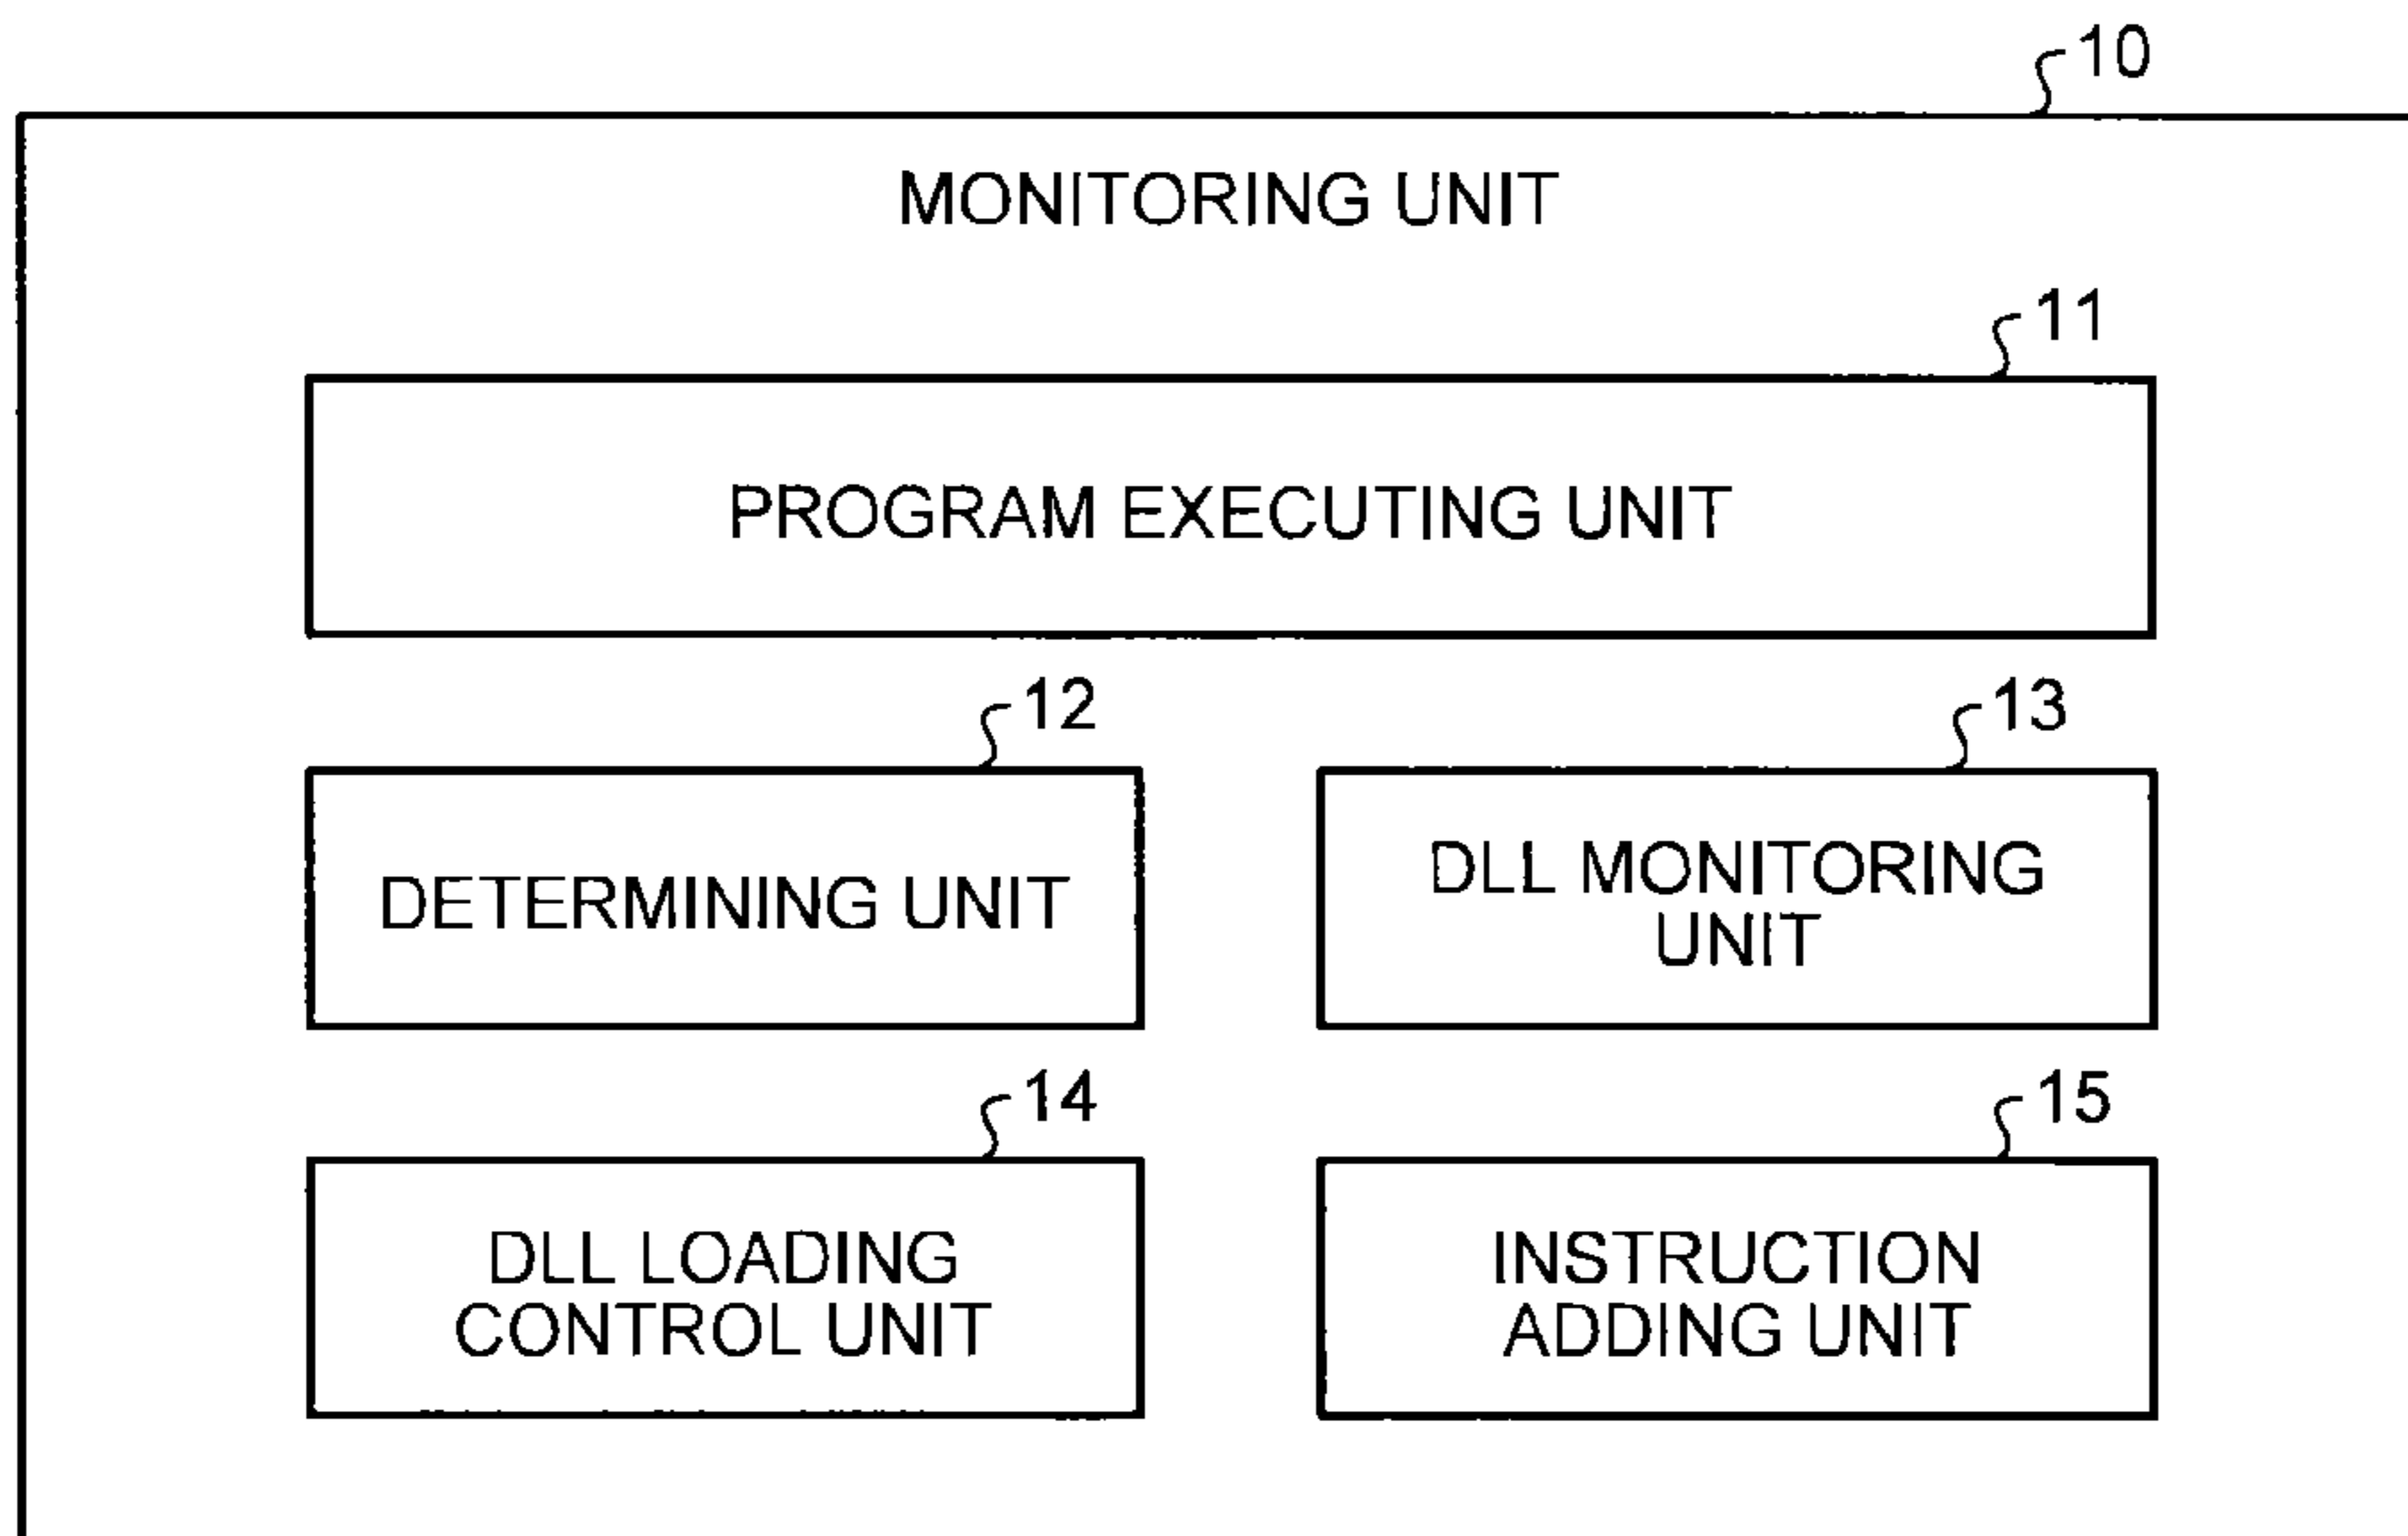 10
MONITORING UNIT
11
PROGRAM EXECUTING UNIT
12
13
DETERMINING UNIT
DLL MONITORING
UNIT
14
15
DLL LOADING
CONTROL UNIT
INSTRUCTION
ADDING UNIT